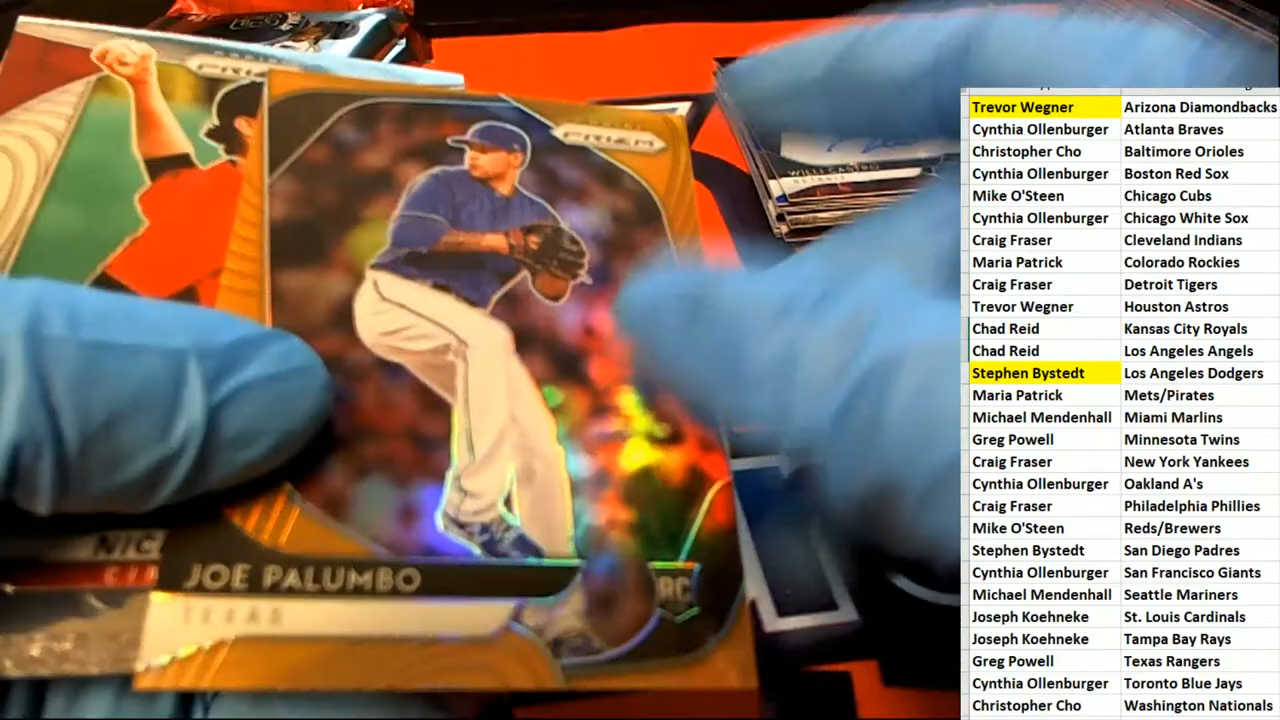 PRIZM
JOE PALUMBO
TEXAS
RC
WILLI CASTRO
DETROIT
Trevor Wegner Arizona Diamondbacks
Cynthia Ollenburger Atlanta Braves
Christopher Cho Baltimore Orioles
Cynthia Ollenburger Boston Red Sox
Mike O'Steen Chicago Cubs
Cynthia Ollenburger Chicago White Sox
Craig Fraser Cleveland Indians
Maria Patrick Colorado Rockies
Craig Fraser Detroit Tigers
Trevor Wegner Houston Astros
Chad Reid Kansas City Royals
Chad Reid Los Angeles Angels
Stephen Bystedt Los Angeles Dodgers
Maria Patrick Mets/Pirates
Michael Mendenhall Miami Marlins
Greg Powell Minnesota Twins
Craig Fraser New York Yankees
Cynthia Ollenburger Oakland A's
Craig Fraser Philadelphia Phillies
Mike O'Steen Reds/Brewers
Stephen Bystedt San Diego Padres
Cynthia Ollenburger San Francisco Giants
Michael Mendenhall Seattle Mariners
Joseph Koehneke St. Louis Cardinals
Joseph Koehneke Tampa Bay Rays
Greg Powell Texas Rangers
Cynthia Ollenburger Toronto Blue Jays
Christopher Cho Washington Nationals